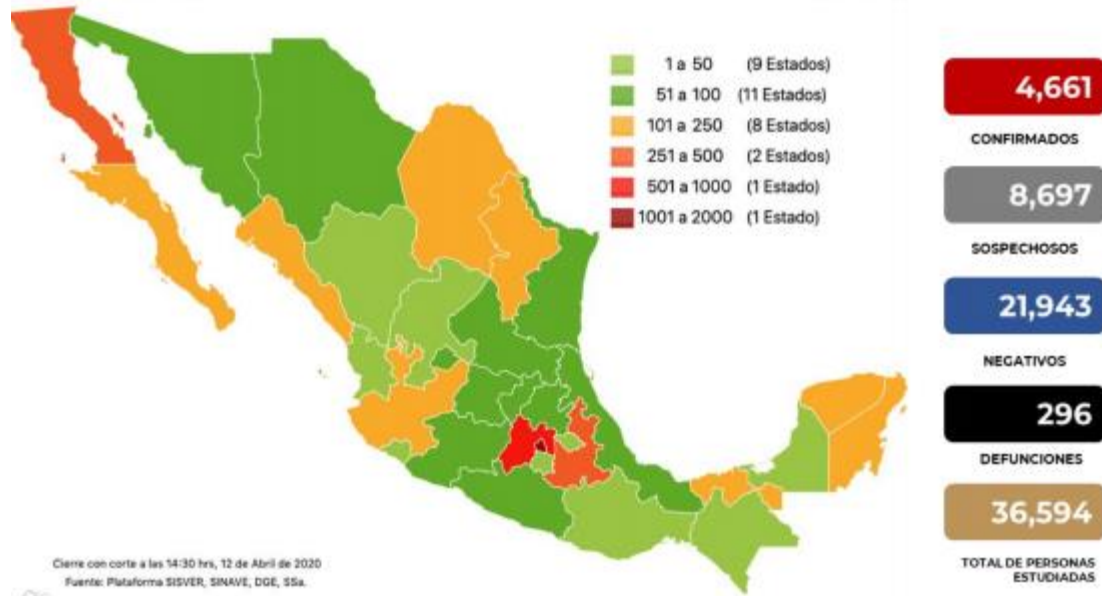 1 a 50 (9 Estados)
51 a 100 (11 Estados)
101 a 250 (8 Estados)
251 a 500 (2 Estados)
501 a 1000 (1 Estado)
1001 a 2000 (1 Estado)
4,661
CONFIRMADOS
8,697
SOSPECHOSOS
21,943
NEGATIVOS
296
DEFUNCIONES
36,594
TOTAL DE PERSONAS
ESTUDIADAS
Cierre con corte a las 14:30 hrs, 12 de Abril de 2020
Fuente: Plataforma SISVER, SINAVE, DGE, SSa.